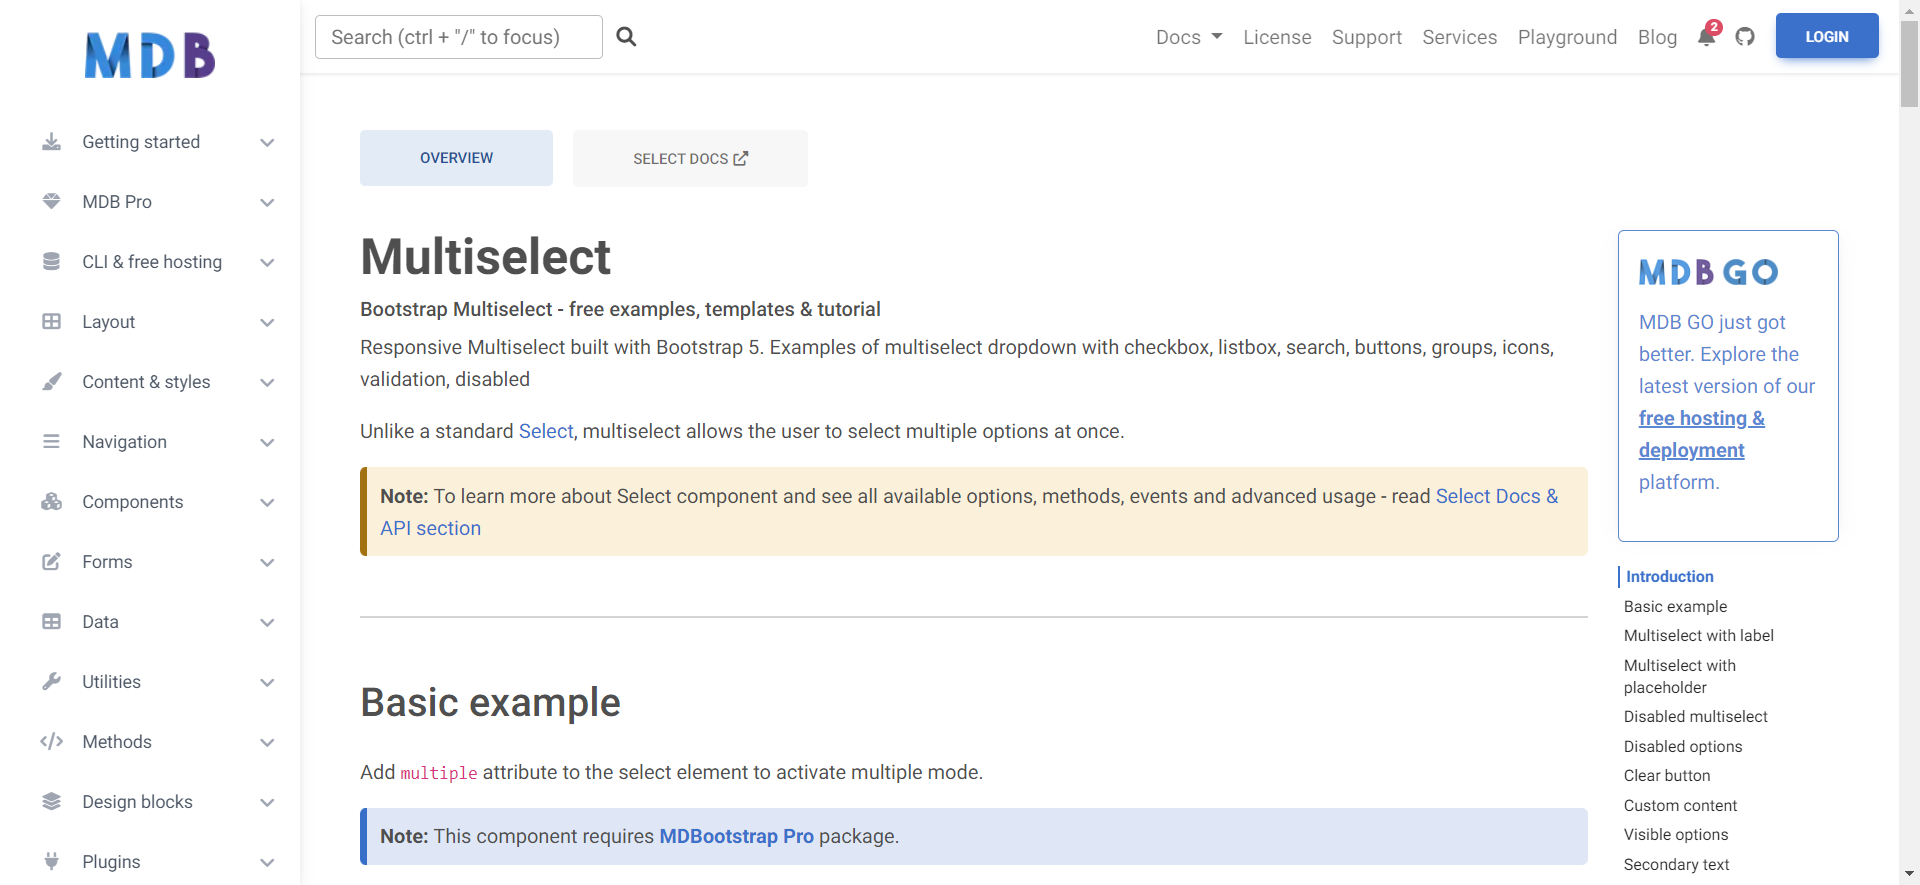 MDB
Search (ctrl + "/" to focus)
Docs
License
Support
Services
Playground
Blog
2
LOGIN
Getting started
MDB Pro
CLI & free hosting
Layout
Content & styles
Navigation
Components
Forms
Data
Utilities
Methods
Design blocks
Plugins
OVERVIEW
SELECT DOCS
Multiselect
Bootstrap Multiselect - free examples, templates & tutorial
Responsive Multiselect built with Bootstrap 5. Examples of multiselect dropdown with checkbox, listbox, search, buttons, groups, icons,
validation, disabled
Unlike a standard Select, multiselect allows the user to select multiple options at once.
Note: To learn more about Select component and see all available options, methods, events and advanced usage - read Select Docs &
API section
Basic example
Add multiple attribute to the select element to activate multiple mode.
Note: This component requires MDBootstrap Pro package.
MDB GO
MDB GO just got
better. Explore the
latest version of our
free hosting &
deployment
platform.
Introduction
Basic example
Multiselect with label
Multiselect with
placeholder
Disabled multiselect
Disabled options
Clear button
Custom content
Visible options
Secondary text